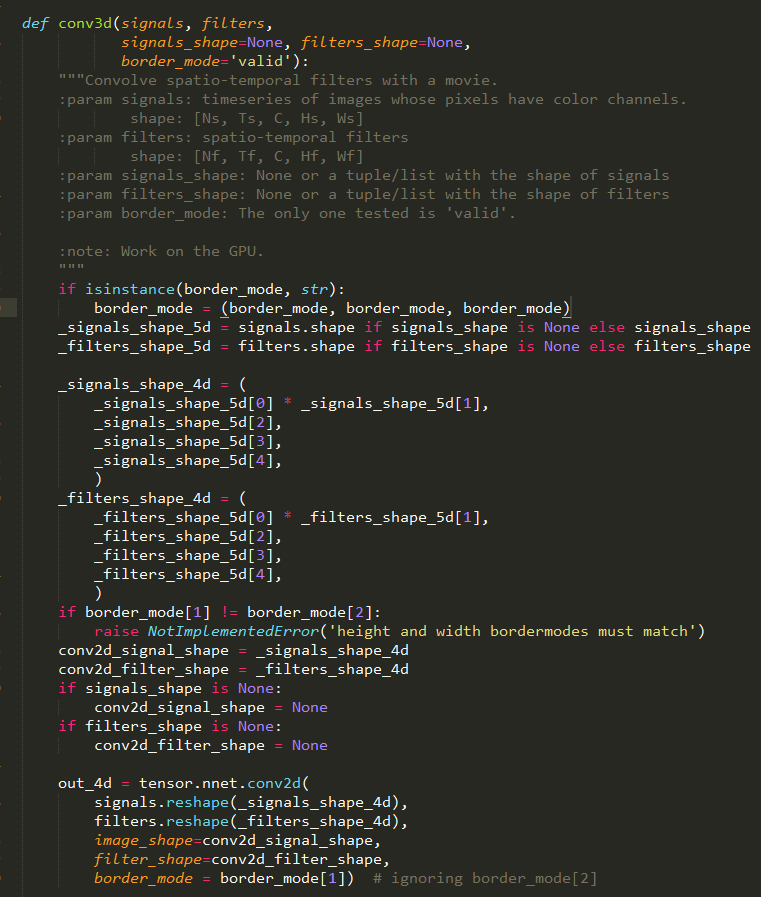 def conv3d(signals, filters,
           signals_shape=None, filters_shape=None,
           border_mode='valid'):
    """Convolve spatio-temporal filters with a movie.
    :param signals: timeseries of images whose pixels have color channels.
            shape: [Ns, Ts, C, Hs, Ws]
    :param filters: spatio-temporal filters
            shape: [Nf, Tf, C, Hf, Wf]
    :param signals_shape: None or a tuple/list with the shape of signals
    :param filters_shape: None or a tuple/list with the shape of filters
    :param border_mode: The only one tested is 'valid'.
    :note: Work on the GPU.
    """
    if isinstance(border_mode, str):
        border_mode = (border_mode, border_mode, border_mode)
    _signals_shape_5d = signals.shape if signals_shape is None else signals_shape
    _filters_shape_5d = filters.shape if filters_shape is None else filters_shape
    _signals_shape_4d = (
        _signals_shape_5d[0] * _signals_shape_5d[1],
        _signals_shape_5d[2],
        _signals_shape_5d[3],
        _signals_shape_5d[4],
        )
    _filters_shape_4d = (
        _filters_shape_5d[0] * _filters_shape_5d[1],
        _filters_shape_5d[2],
        _filters_shape_5d[3],
        _filters_shape_5d[4],
        )
    if border_mode[1] != border_mode[2]:
        raise NotImplementedError('height and width bordermodes must match')
    conv2d_signal_shape = _signals_shape_4d
    conv2d_filter_shape = _filters_shape_4d
    if signals_shape is None:
        conv2d_signal_shape = None
    if filters_shape is None:
        conv2d_filter_shape = None
    out_4d = tensor.nnet.conv2d(
        signals.reshape(_signals_shape_4d),
        filters.reshape(_filters_shape_4d),
        image_shape=conv2d_signal_shape,
        filter_shape=conv2d_filter_shape,
        border_mode = border_mode[1])  # ignoring border_mode[2]